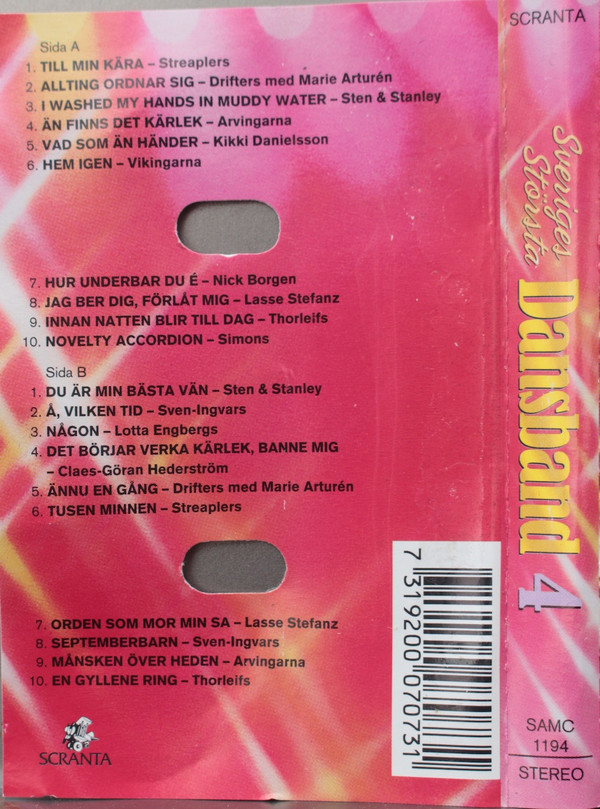 Sida A
1. TILL MIN KÄRA – Streaplers
2. ALLTING ORDNAR SIG – Drifters med Marie Arturén
3. I WASHED MY HANDS IN MUDDY WATER – Sten & Stanley
4. ÄN FINNS DET KÄRLEK – Arvingarna
5. VAD SOM ÄN HÄNDER – Kikki Danielsson
6. HEM IGEN – Vikingarna
7. HUR UNDERBAR DU É – Nick Borgen
8. JAG BER DIG, FÖRLÅT MIG – Lasse Stefanz
9. INNAN NATTEN BLIR TILL DAG – Thorleifs
10. NOVELTY ACCORDION – Simons
Sida B
1. DU ÄR MIN BÄSTA VÄN – Sten & Stanley
2. Å, VILKEN TID – Sven-Ingvars
3. NÅGON – Lotta Engbergs
4. DET BÖRJAR VERKA KÄRLEK, BANNE MIG
– Claes-Göran Hederström
5. ÄNNU EN GÅNG – Drifters med Marie Arturén
6. TUSEN MINNEN – Streaplers
7. ORDEN SOM MOR MIN SA – Lasse Stefanz
8. SEPTEMBERBARN – Sven-Ingvars
9. MÅNSKEN ÖVER HEDEN – Arvingarna
10. EN GYLLENE RING – Thorleifs
SCRANTA
7 319200 070731
SCRANTA
Sveriges
Största
Dansband 4
SAMC
1194
STEREO